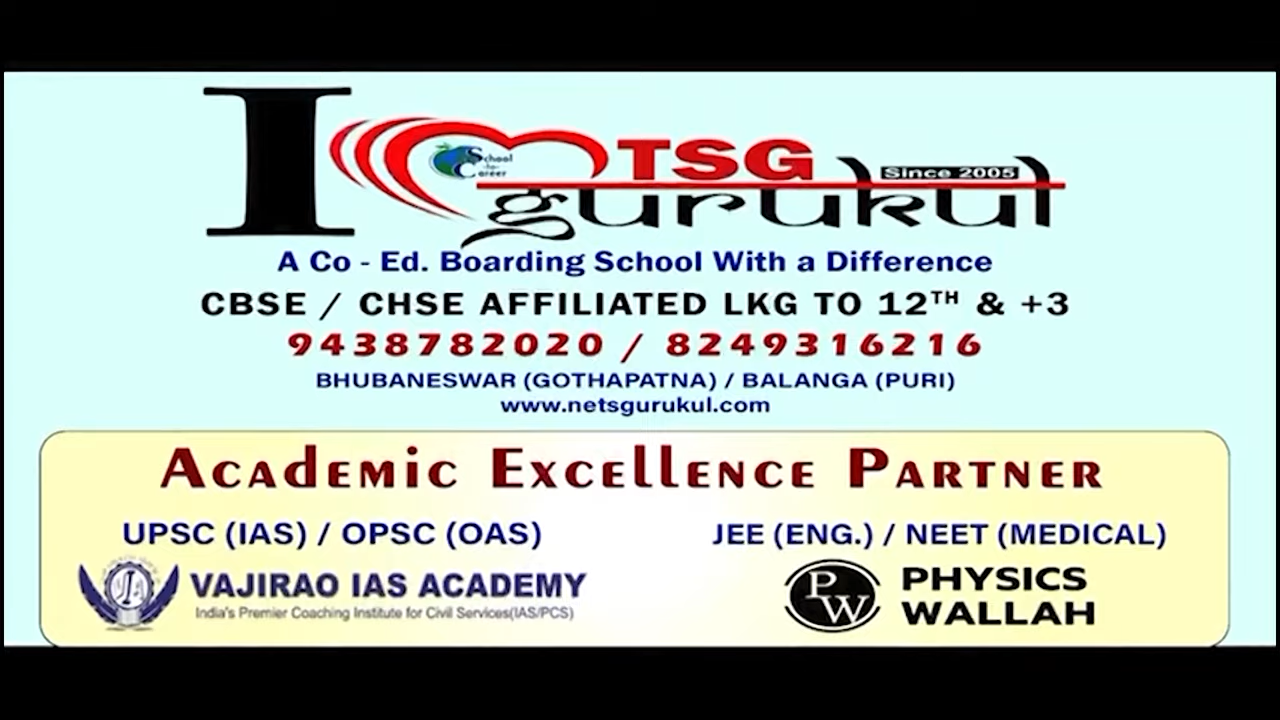 I
School
-to-
Career
TSG
gurukul
Since 2005
A Co - Ed. Boarding School With a Difference
CBSE / CHSE AFFILIATED LKG TO 12TH & +3
9438782020 / 8249316216
BHUBANESWAR (GOTHAPATNA) / BALANGA (PURI)
www.netsgurukul.com
Academic Excellence Partner
UPSC (IAS) / OPSC (OAS)
VAJIRAO IAS ACADEMY
India's Premier Coaching Institute for Civil Services(IAS/PCS)
JEE (ENG.) / NEET (MEDICAL)
PW
PHYSICS
WALLAH